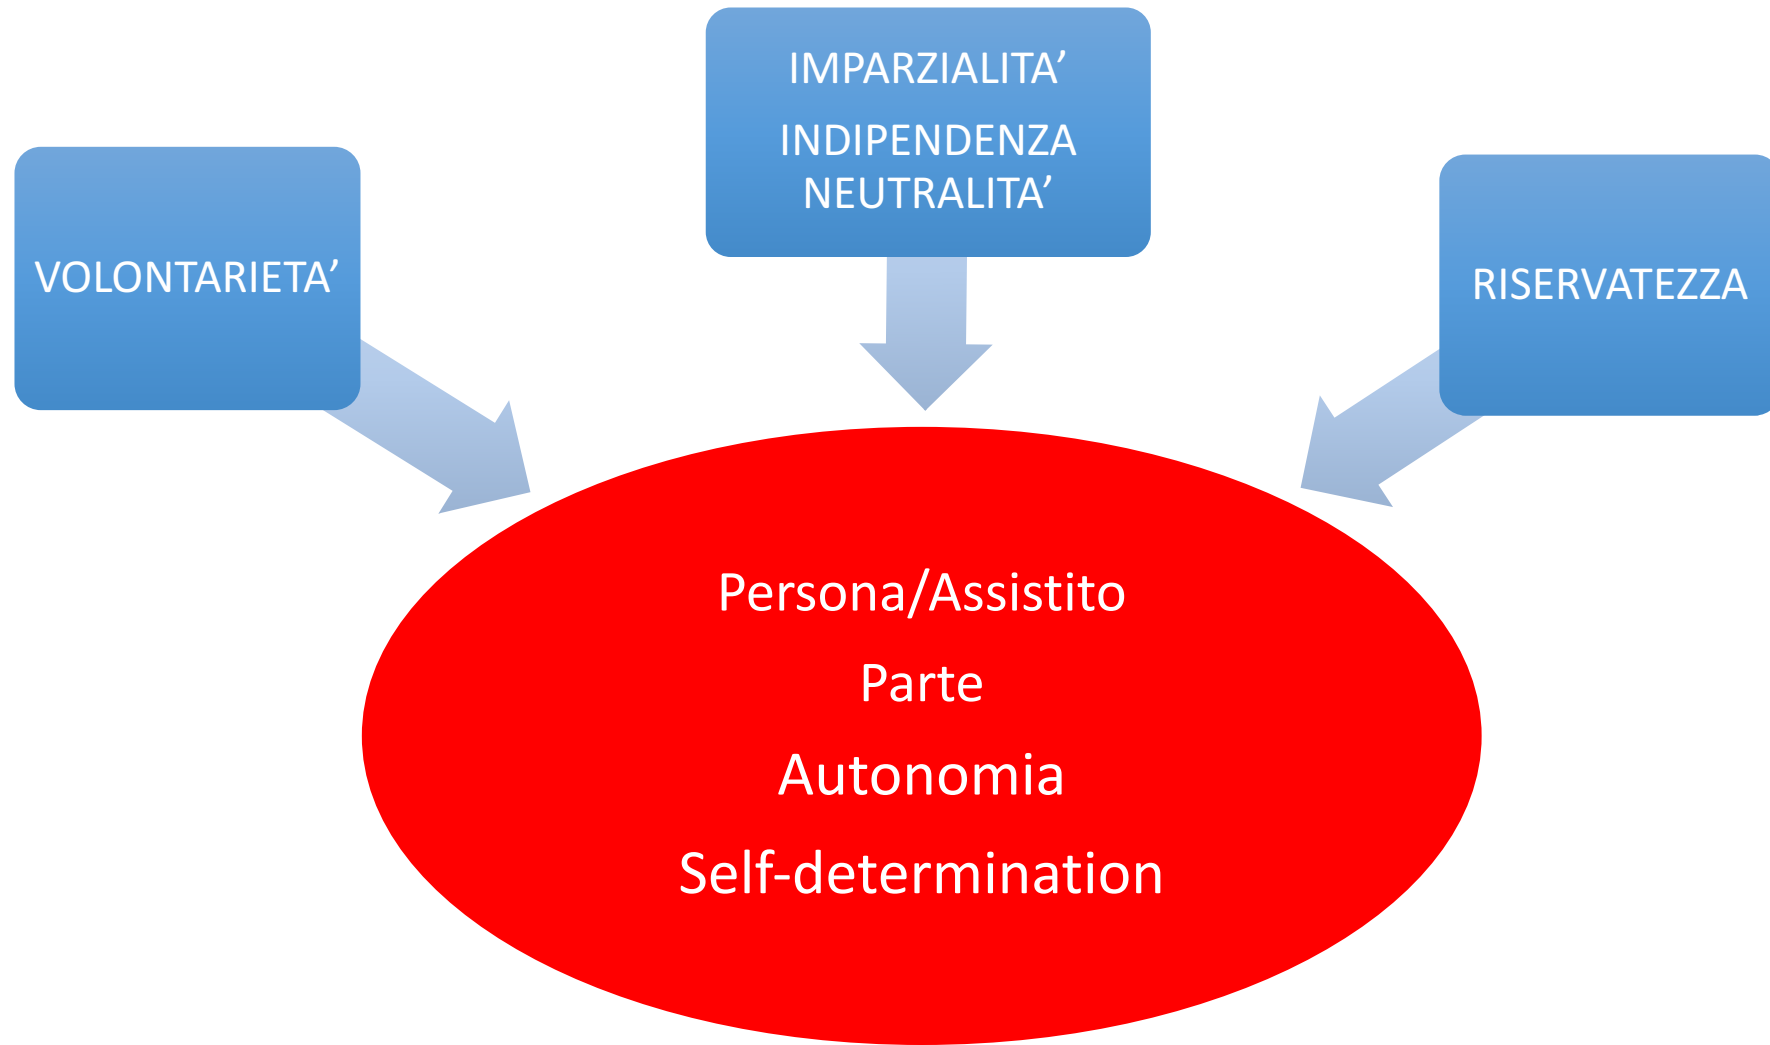 IMPARZIALITA’
INDIPENDENZA
NEUTRALITA’
VOLONTARIETA’
RISERVATEZZA
Persona/Assistito
Parte
Autonomia
Self-determination